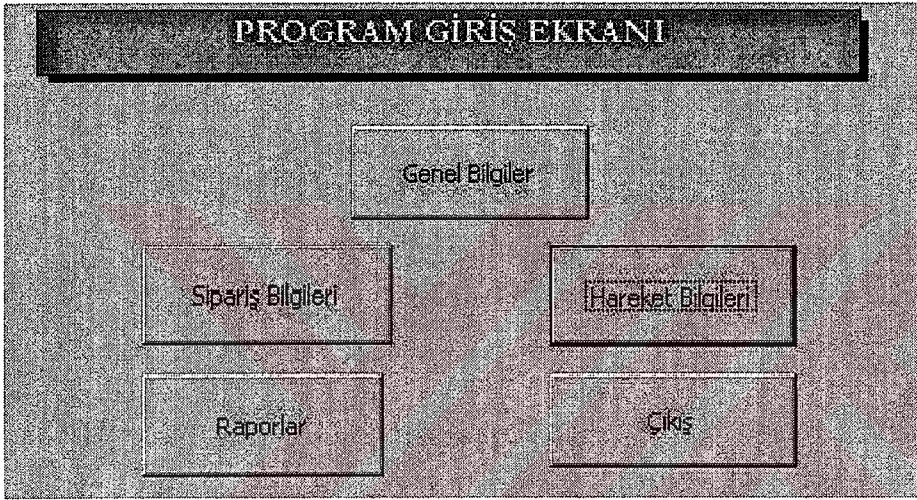 PROGRAM GİRİŞ EKRANI
Genel Bilgiler
Sipariş Bilgileri
Hareket Bilgileri
Raporlar
Çıkış